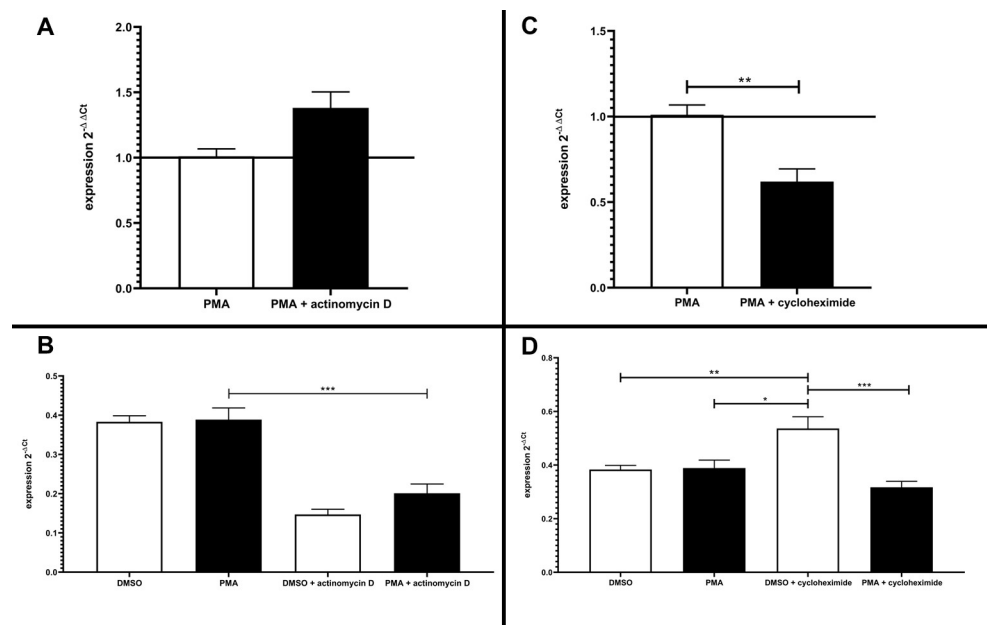 A
expression 2-Δ ΔCt
2.0
1.5
1.0
0.5
0.0
PMA
PMA + actinomycin D
C
expression 2-Δ ΔCt
1.5
1.0
0.5
0.0
**
PMA
PMA + cycloheximide
B
expression 2-ΔCt
0.5
0.4
0.3
0.2
0.1
0.0
***
DMSO
PMA
DMSO + actinomycin D
PMA + actinomycin D
D
expression 2-ΔCt
0.8
0.6
0.4
0.2
0.0
**
***
*
DMSO
PMA
DMSO + cycloheximide
PMA + cycloheximide